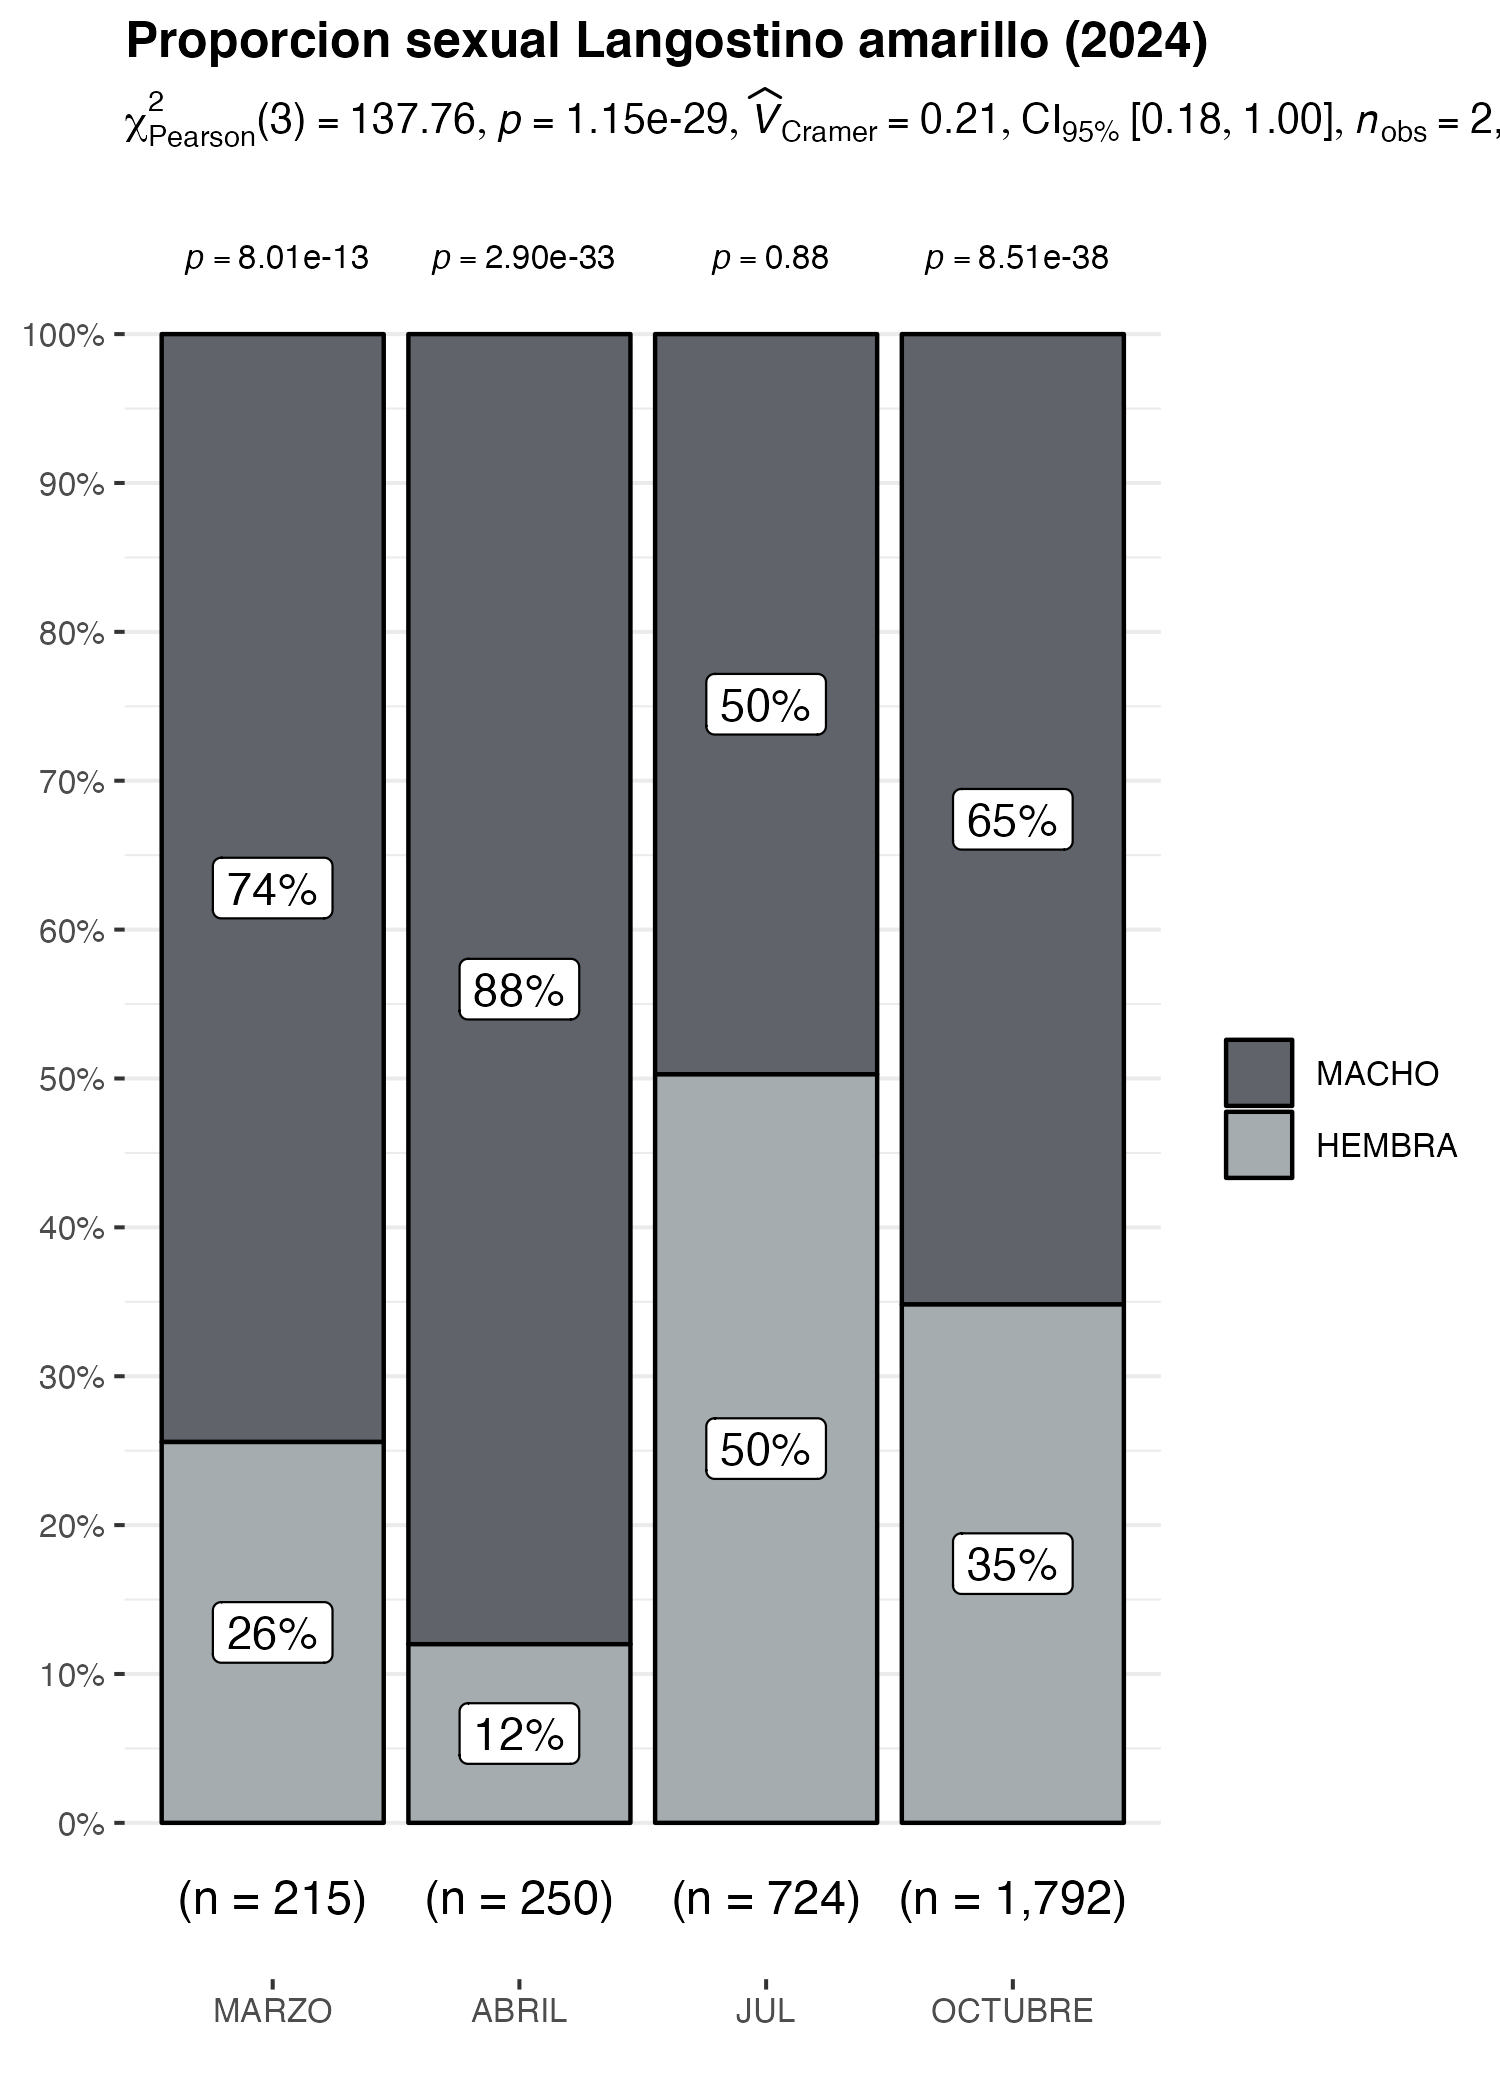 Proporcion sexual Langostino amarillo (2024)
χ²Pearson(3) = 137.76, p = 1.15e-29, V̂Cramer = 0.21, CI95% [0.18, 1.00], nobs = 2,
p = 8.01e-13 p = 2.90e-33 p = 0.88 p = 8.51e-38
100%
90%
80%
70%
60%
50%
40%
30%
20%
10%
0%
74%
26%
88%
12%
50%
50%
65%
35%
MACHO
HEMBRA
(n = 215) (n = 250) (n = 724) (n = 1,792)
MARZO ABRIL JUL OCTUBRE